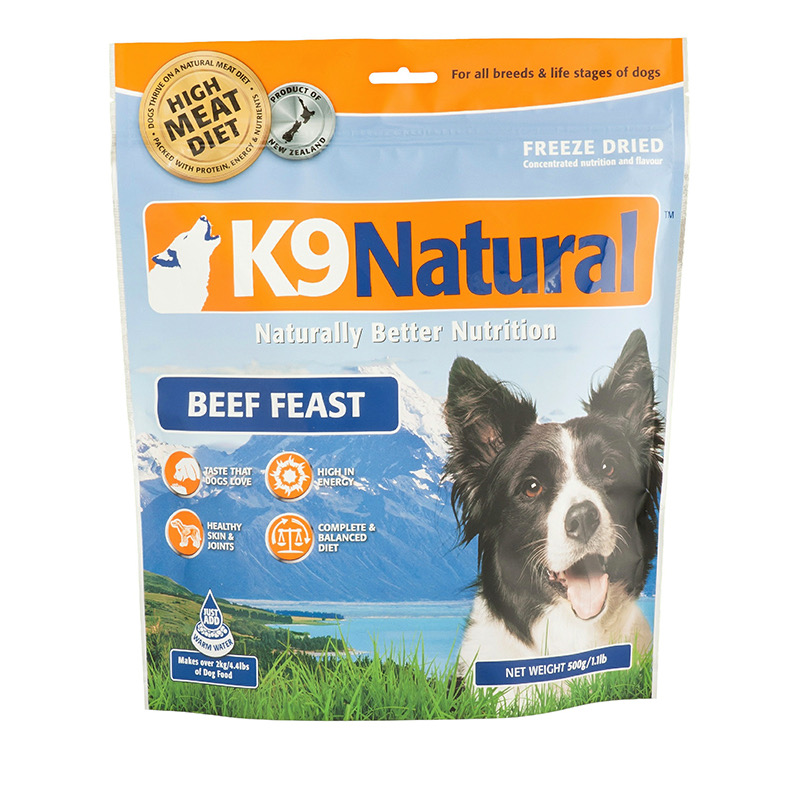 • DOGS THRIVE ON A NATURAL MEAT DIET •
HIGH
MEAT
DIET
PACKED WITH PROTEIN, ENERGY & NUTRIENTS
PRODUCT OF
NEW ZEALAND
For all breeds & life stages of dogs
FREEZE DRIED
Concentrated nutrition and flavour
K9Natural
TM
Naturally Better Nutrition
BEEF FEAST
TASTE THAT
DOGS LOVE
HIGH IN
ENERGY
HEALTHY
SKIN &
JOINTS
COMPLETE &
BALANCED
DIET
JUST
ADD
WARM WATER
Makes over 2kg/4.4lbs
of Dog Food
NET WEIGHT 500g/1.1lb